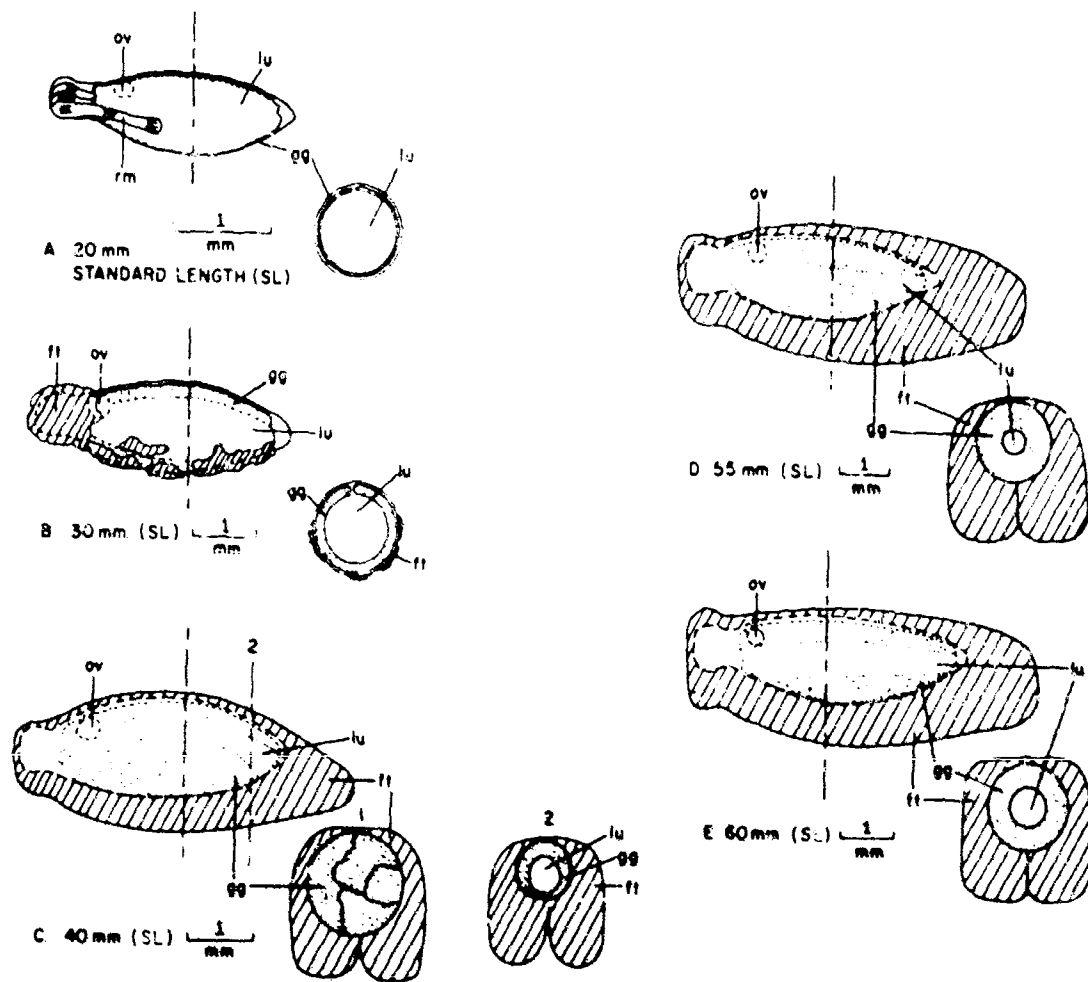 ov
lu
rm
gg
lu
1
mm
A 20 mm
STANDARD LENGTH (SL)
ft
ov
gg
lu
lu
gg
ft
B 30 mm (SL) 1
mm
2
ov
lu
ft
gg
2
lu
gg
ft
C. 40 mm (SL) 1
mm
ov
lu
ft
ft
gg
D 55 mm (SL) 1
mm
ov
lu
gg
ft
E 60 mm (SL) 1
mm